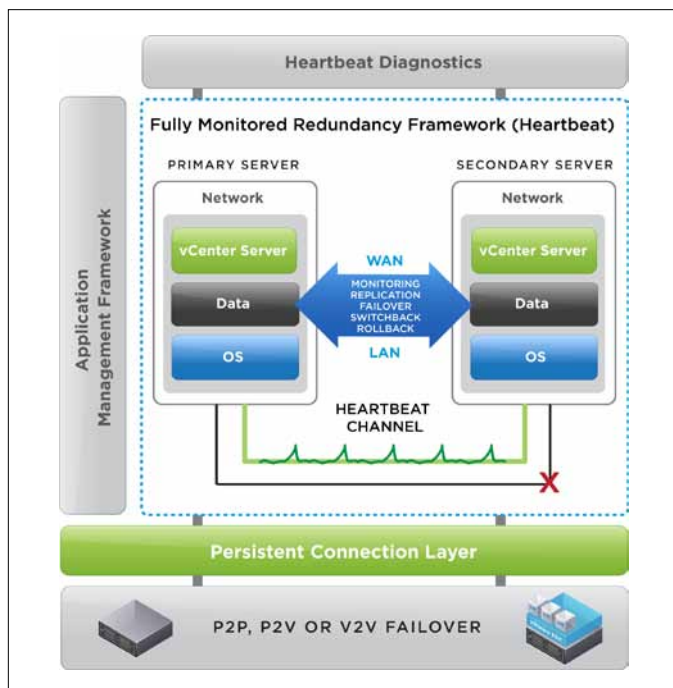 Heartbeat Diagnostics
Application
Management Framework
Fully Monitored Redundancy Framework (Heartbeat)
PRIMARY SERVER
Network
vCenter Server
Data
OS
WAN
MONITORING
REPLICATION
FAILOVER
SWITCHBACK
ROLLBACK
LAN
SECONDARY SERVER
Network
vCenter Server
Data
OS
HEARTBEAT
CHANNEL
X
Persistent Connection Layer
P2P, P2V OR V2V FAILOVER